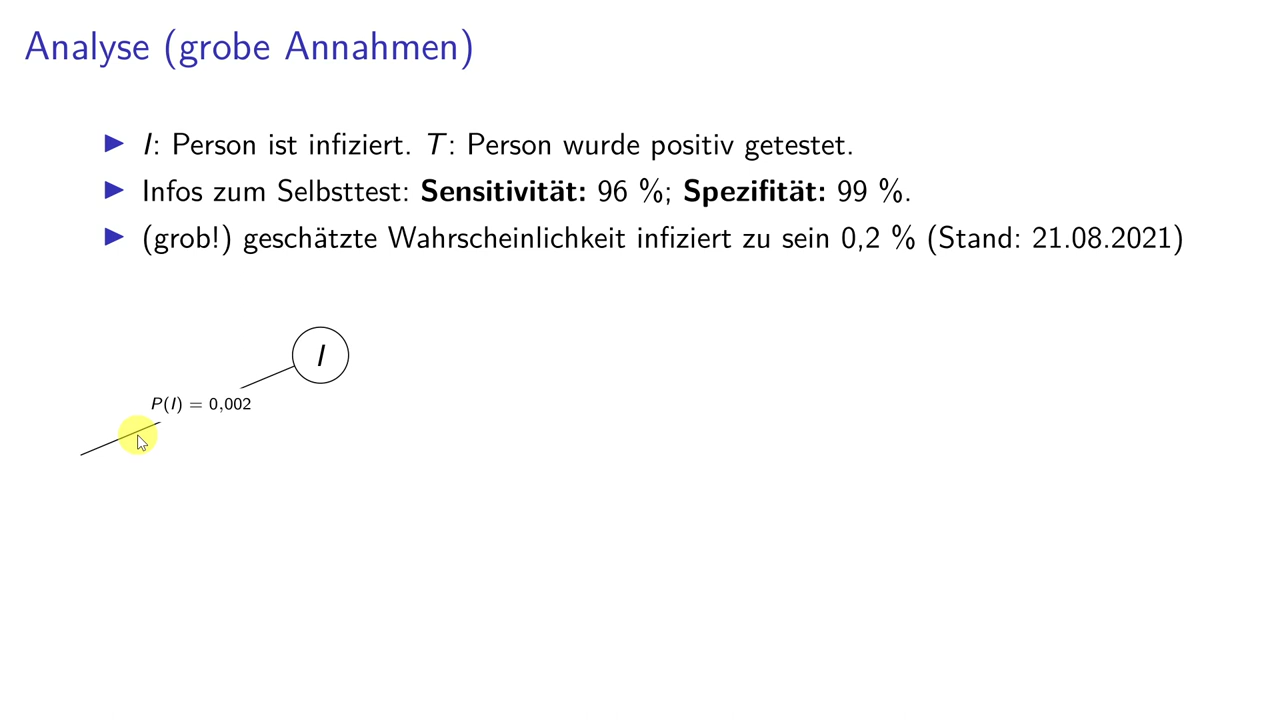 Analyse (grobe Annahmen)
I: Person ist infiziert. T: Person wurde positiv getestet.
Infos zum Selbsttest: Sensitivität: 96 %; Spezifität: 99 %.
(grob!) geschätzte Wahrscheinlichkeit infiziert zu sein 0,2 % (Stand: 21.08.2021)
I
P(I) = 0,002